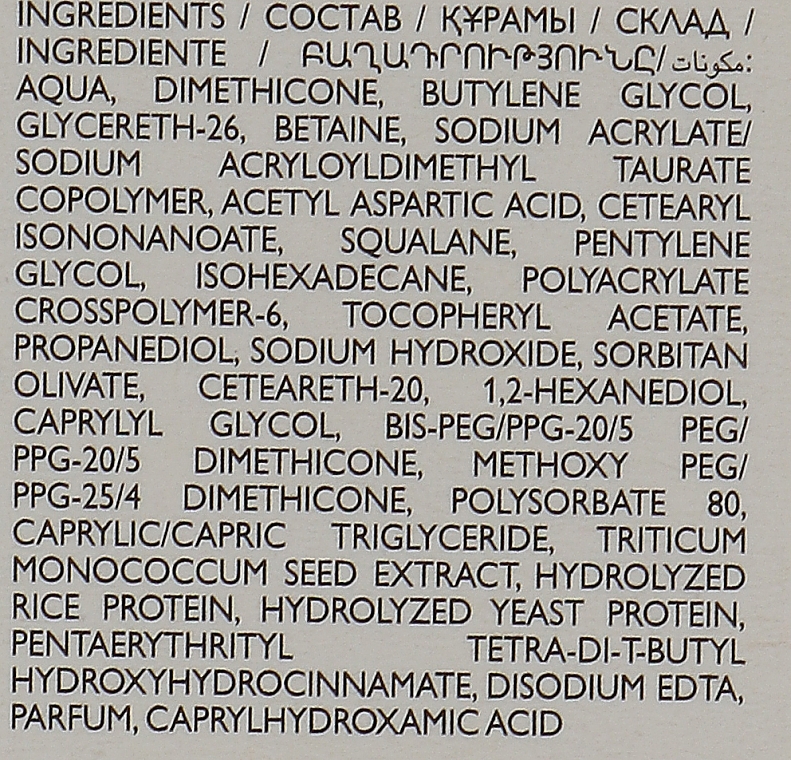 INGREDIENTS / СОСТАВ / ҚҰРАМЫ / СКЛАД /
INGREDIENTE / ԲԱՂԱԴՐՈՒԹՅՈՒՆԸ/ مكونات:
AQUA, DIMETHICONE, BUTYLENE GLYCOL,
GLYCERETH-26, BETAINE, SODIUM ACRYLATE/
SODIUM ACRYLOYLDIMETHYL TAURATE
COPOLYMER, ACETYL ASPARTIC ACID, CETEARYL
ISONONANOATE, SQUALANE, PENTYLENE
GLYCOL, ISOHEXADECANE, POLYACRYLATE
CROSSPOLYMER-6, TOCOPHERYL ACETATE,
PROPANEDIOL, SODIUM HYDROXIDE, SORBITAN
OLIVATE, CETEARETH-20, 1,2-HEXANEDIOL,
CAPRYLYL GLYCOL, BIS-PEG/PPG-20/5 PEG/
PPG-20/5 DIMETHICONE, METHOXY PEG/
PPG-25/4 DIMETHICONE, POLYSORBATE 80,
CAPRYLIC/CAPRIC TRIGLYCERIDE, TRITICUM
MONOCOCCUM SEED EXTRACT, HYDROLYZED
RICE PROTEIN, HYDROLYZED YEAST PROTEIN,
PENTAERYTHRITYL TETRA-DI-T-BUTYL
HYDROXYHYDROCINNAMATE, DISODIUM EDTA,
PARFUM, CAPRYLHYDROXAMIC ACID